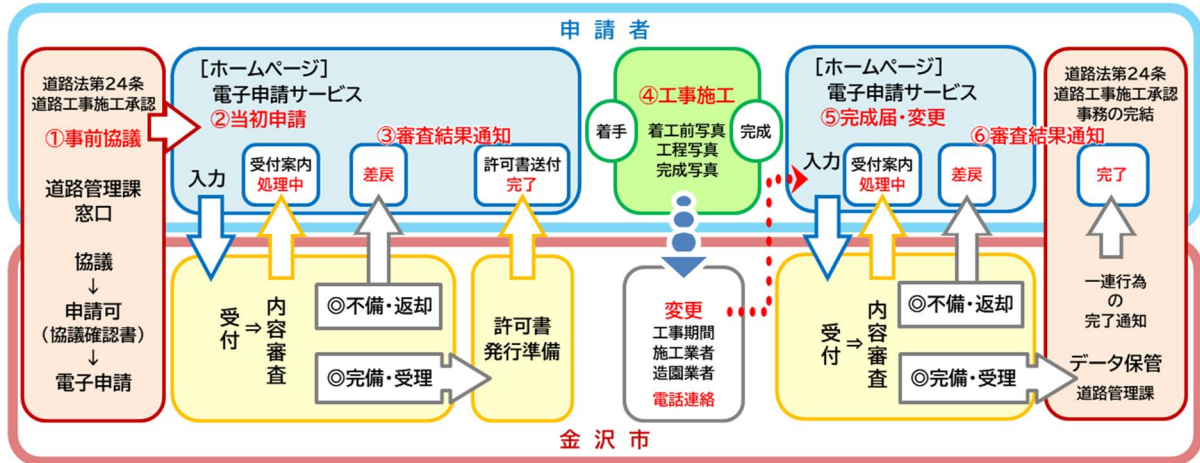 申請者
道路法第24条
道路工事施工承認
①事前協議
道路管理課
窓口
協議
↓
申請可
(協議確認書)
↓
電子申請
[ホームページ]
電子申請サービス
②当初申請
③審査結果通知
入力
受付案内
処理中
差戻
許可書送付
完了
受付
⇒
内容審査
◎不備・返却
◎完備・受理
許可書
発行準備
④工事施工
着手
着工前写真
工程写真
完成写真
完成
変更
工事期間
施工業者
造園業者
電話連絡
[ホームページ]
電子申請サービス
⑤完成届・変更
⑥審査結果通知
入力
受付案内
処理中
差戻
受付
⇒
内容審査
◎不備・返却
◎完備・受理
道路法第24条
道路工事施工承認
事務の完結
完了
一連行為
の
完了通知
データ保管
道路管理課
金沢市